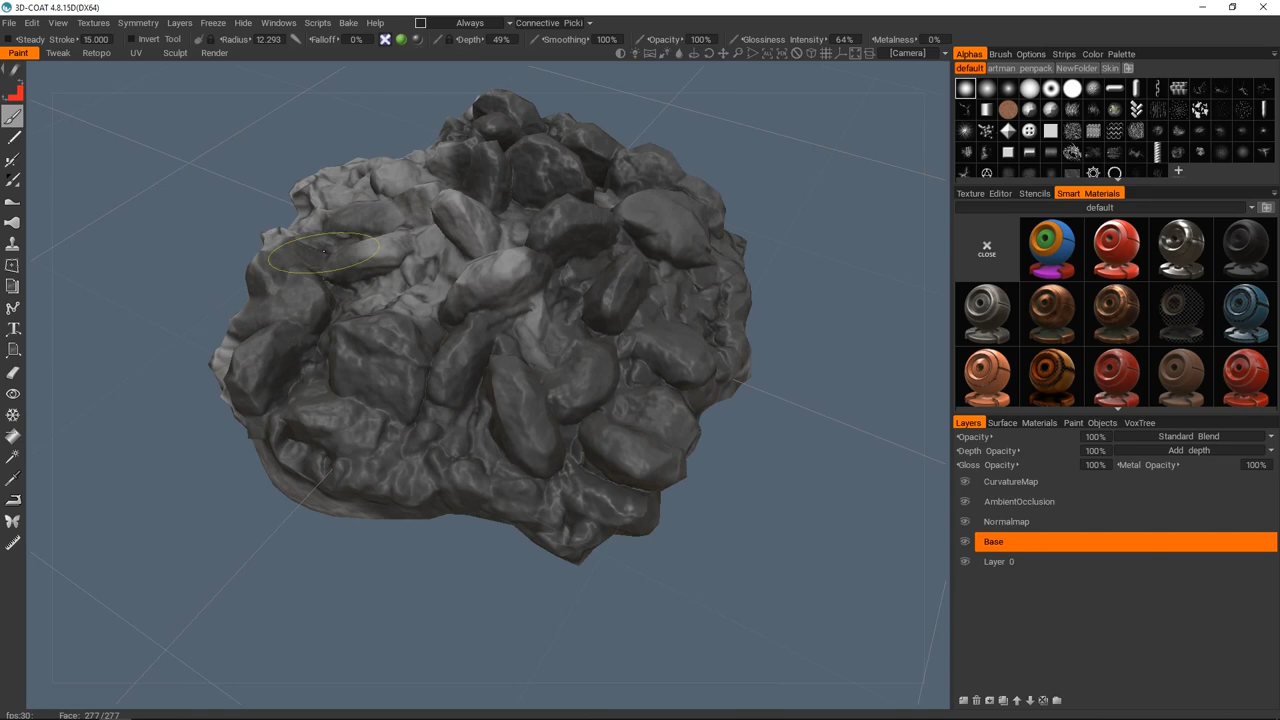 3D-COAT 4.8.15D(DX64)
File Edit View Textures Symmetry Layers Freeze Hide Windows Scripts Bake Help Always Connective Picki
Steady Stroke 15.000 Invert Tool Radius 12.293 Falloff 0% Depth 49% Smoothing 100% Opacity 100% Glossiness Intensity 64% Metalness 0%
Paint Tweak Retopo UV Sculpt Render [Camera]
Alphas Brush Options Strips Color Palette
default artman penpack NewFolder Skin
Texture Editor Stencils Smart Materials
default
CLOSE
Layers Surface Materials Paint Objects VoxTree
Opacity 100% Standard Blend
Depth Opacity 100% Add depth
Gloss Opacity 100% Metal Opacity 100%
CurvatureMap
AmbientOcclusion
Normalmap
Base
Layer 0
fps:30: Face: 277/277